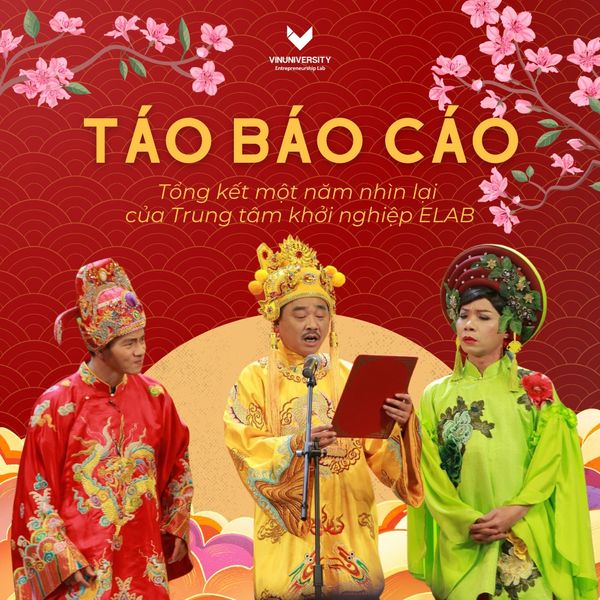 VINUNIVERSITY
Entrepreneurship Lab
TÁO BÁO CÁO
Tổng kết một năm nhìn lại
của Trung tâm khởi nghiệp ELAB